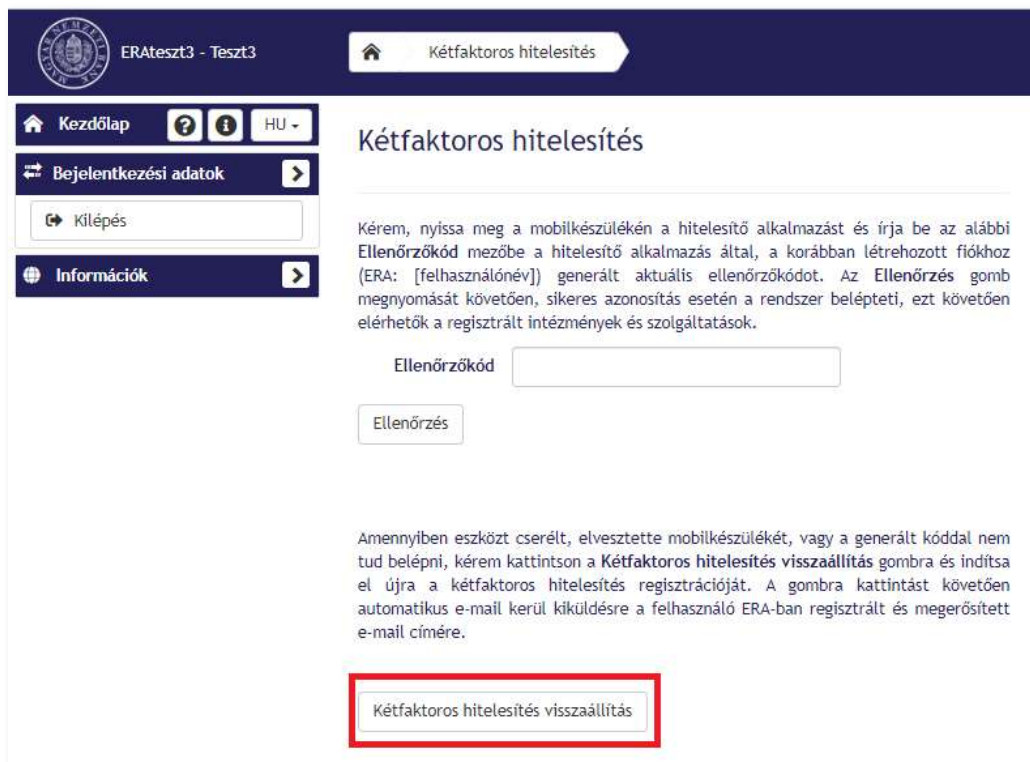 MAGYAR NEMZETI BANK
ERAteszt3 - Teszt3
Kétfaktoros hitelesítés
Kezdőlap
HU
Bejelentkezési adatok
Kilépés
Információk
Kétfaktoros hitelesítés
Kérem, nyissa meg a mobilkészülékén a hitelesítő alkalmazást és írja be az alábbi
Ellenőrzőkód mezőbe a hitelesítő alkalmazás által, a korábban létrehozott fiókhoz
(ERA: [felhasználónév]) generált aktuális ellenőrzőkódot. Az Ellenőrzés gomb
megnyomását követően, sikeres azonosítás esetén a rendszer belépteti, ezt követően
elérhetők a regisztrált intézmények és szolgáltatások.
Ellenőrzőkód
Ellenőrzés
Amennyiben eszközt cserélt, elvesztette mobilkészülékét, vagy a generált kóddal nem
tud belépni, kérem kattintson a Kétfaktoros hitelesítés visszaállítás gombra és indítsa
el újra a kétfaktoros hitelesítés regisztrációját. A gombra kattintást követően
automatikus e-mail kerül kiküldésre a felhasználó ERA-ban regisztrált és megerősített
e-mail címére.
Kétfaktoros hitelesítés visszaállítás